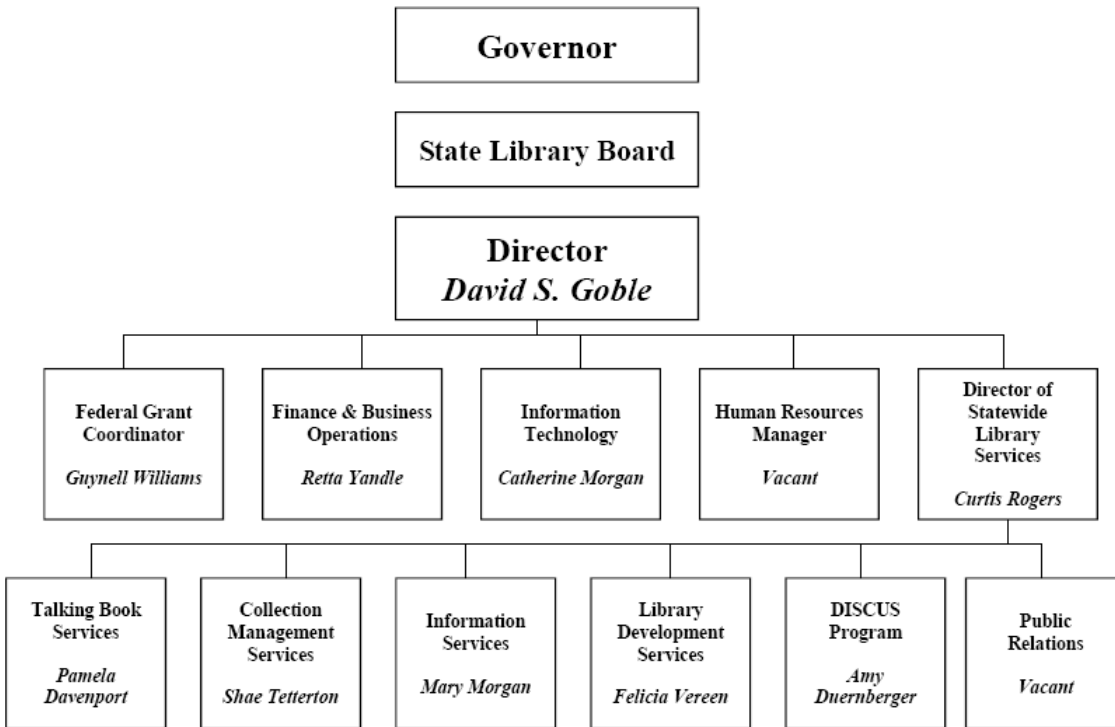 Governor
State Library Board
Director
David S. Goble
Federal Grant
Coordinator
Guynell Williams
Finance & Business
Operations
Retta Yandle
Information
Technology
Catherine Morgan
Human Resources
Manager
Vacant
Director of
Statewide
Library
Services
Curtis Rogers
Talking Book
Services
Pamela
Davenport
Collection
Management
Services
Shae Tetterton
Information
Services
Mary Morgan
Library
Development
Services
Felicia Vereen
DISCUS
Program
Amy
Duernberger
Public
Relations
Vacant